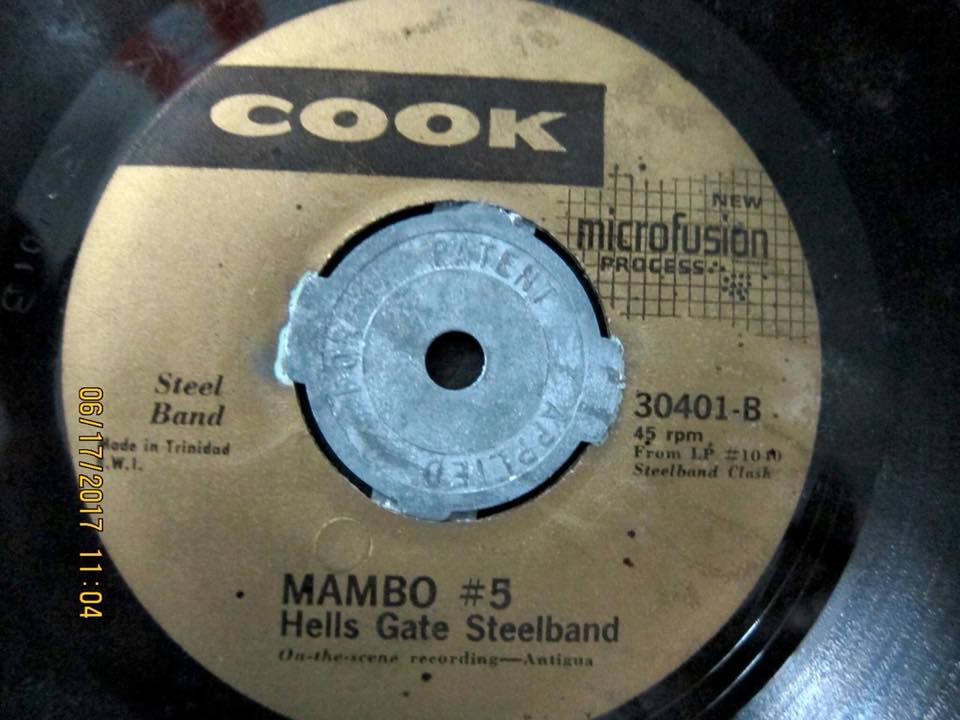 COOK
NEW
microfusion
PROCESS
PATENT APPLIED FOR
Steel
Band
Made in Trinidad
.W.I.
30401-B
45 rpm
From LP #1040
Steelband Clash
MAMBO #5
Hells Gate Steelband
On-the-scene recording—Antigua
06/17/2017 11:04